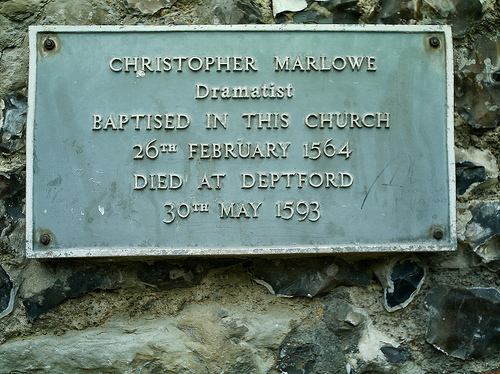 CHRISTOPHER MARLOWE
Dramatist
BAPTISED IN THIS CHURCH
26TH FEBRUARY 1564
DIED AT DEPTFORD
30TH MAY 1593